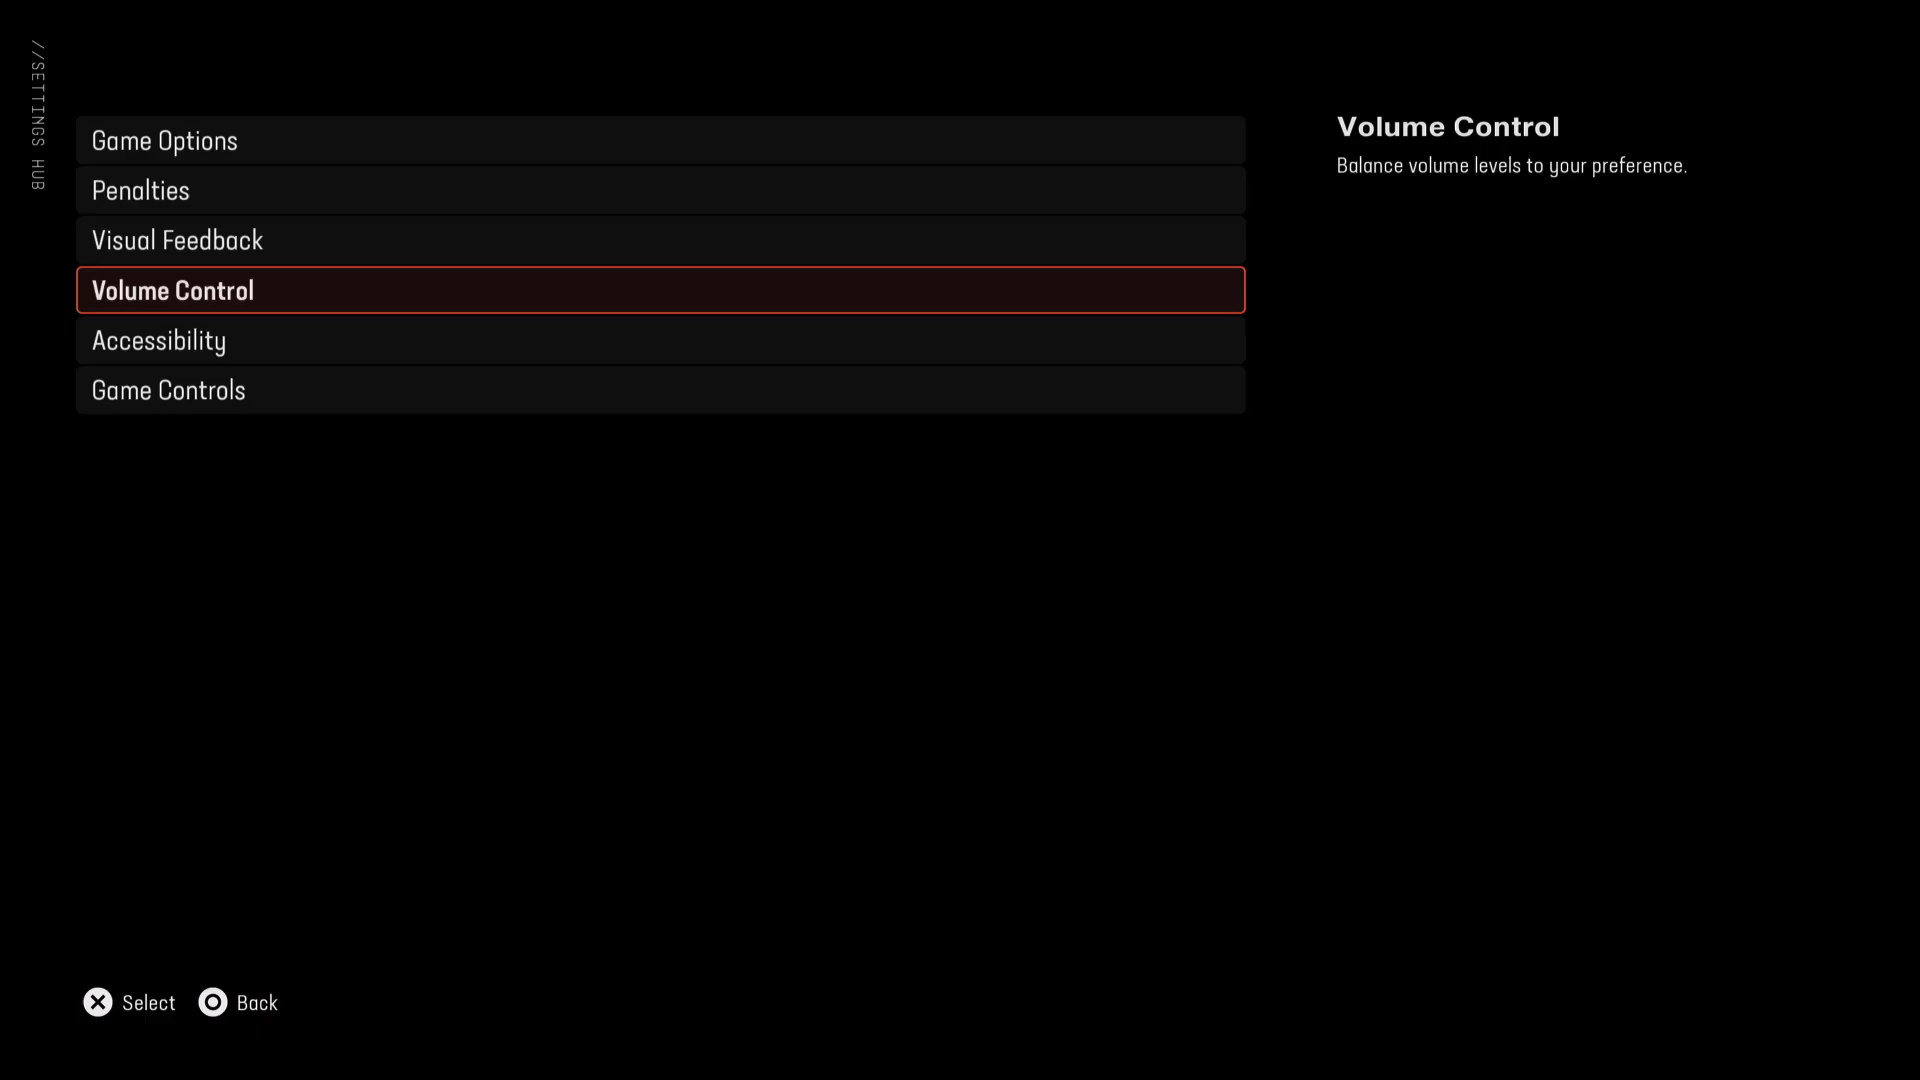 //SETTINGS HUB
Game Options
Penalties
Visual Feedback
Volume Control
Accessibility
Game Controls
Volume Control
Balance volume levels to your preference.
Select
Back